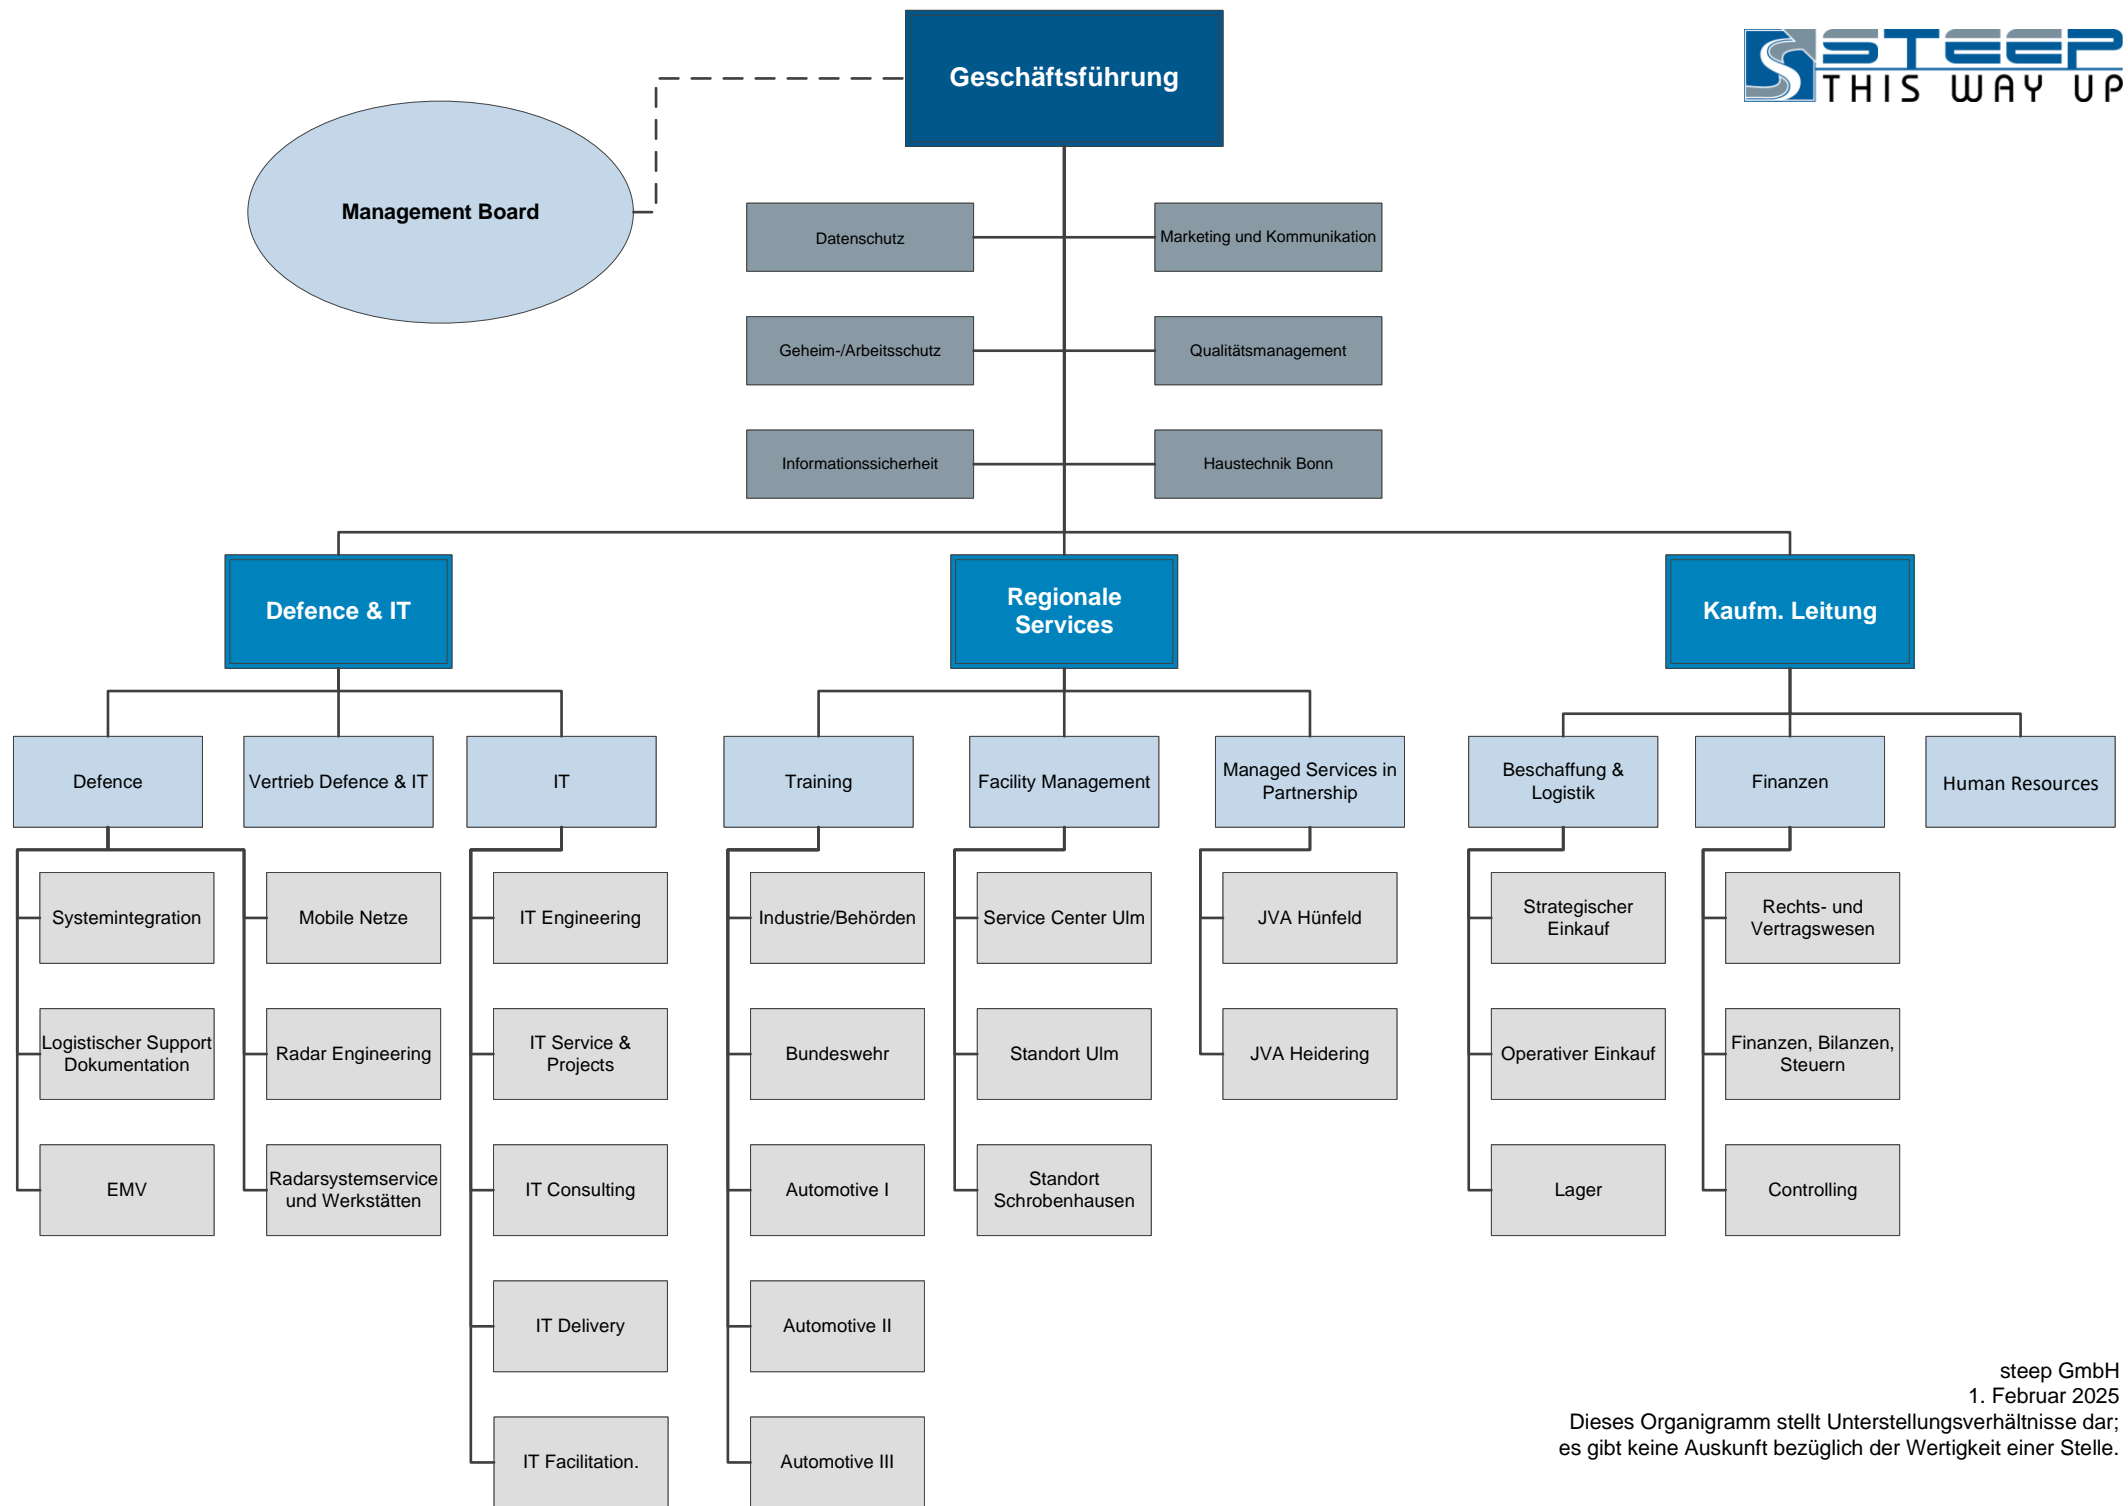 Geschäftsführung
STEEP
THIS WAY UP
Management Board
Datenschutz
Marketing und Kommunikation
Geheim-/Arbeitsschutz
Qualitätsmanagement
Informationssicherheit
Haustechnik Bonn
Defence & IT
Regionale
Services
Kaufm. Leitung
Defence
Vertrieb Defence & IT
IT
Training
Facility Management
Managed Services in
Partnership
Beschaffung &
Logistik
Finanzen
Human Resources
Systemintegration
Mobile Netze
IT Engineering
Industrie/Behörden
Service Center Ulm
JVA Hünfeld
Strategischer
Einkauf
Rechts- und
Vertragswesen
Logistischer Support
Dokumentation
Radar Engineering
IT Service &
Projects
Bundeswehr
Standort Ulm
JVA Heidering
Operativer Einkauf
Finanzen, Bilanzen,
Steuern
EMV
Radarsystemservice
und Werkstätten
IT Consulting
Automotive I
Standort
Schrobenhausen
Lager
Controlling
IT Delivery
Automotive II
IT Facilitation.
Automotive III
steep GmbH
1. Februar 2025
Dieses Organigramm stellt Unterstellungsverhältnisse dar;
es gibt keine Auskunft bezüglich der Wertigkeit einer Stelle.